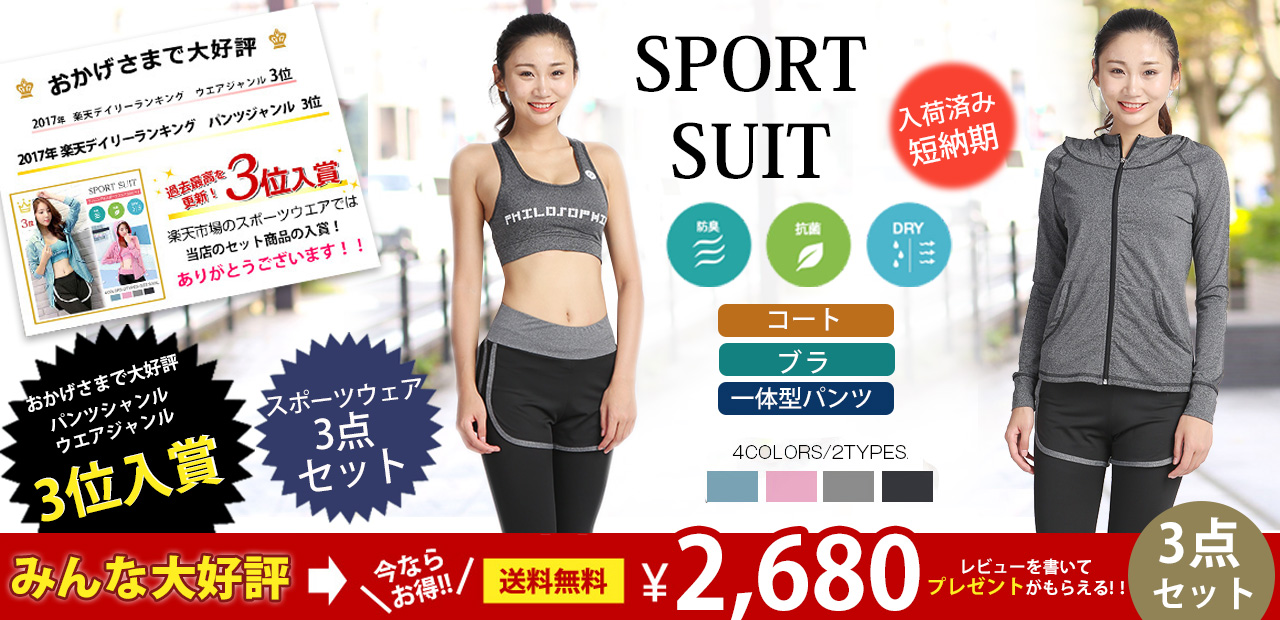 おかげさまで大好評
2017年 楽天デイリーランキング ウエアジャンル 3位
2017年 楽天デイリーランキング パンツジャンル 3位
過去最高を
更新！
3位入賞
楽天市場のスポーツウエアでは
当店のセット商品の入賞！
ありがとうございます！！
SPORT SUIT
3位
おかげさまで大好評
パンツシャンル
ウエアジャンル
3位入賞
スポーツウェア
3点
セット
PHILOSOPHI
SPORT
SUIT
入荷済み
短納期
防臭
抗菌
DRY
コート
ブラ
一体型パンツ
4COLORS/2TYPES.
みんな大好評
今なら
お得!!
送料無料
¥2,680
レビューを書いて
プレゼントがもらえる!!
3点
セット